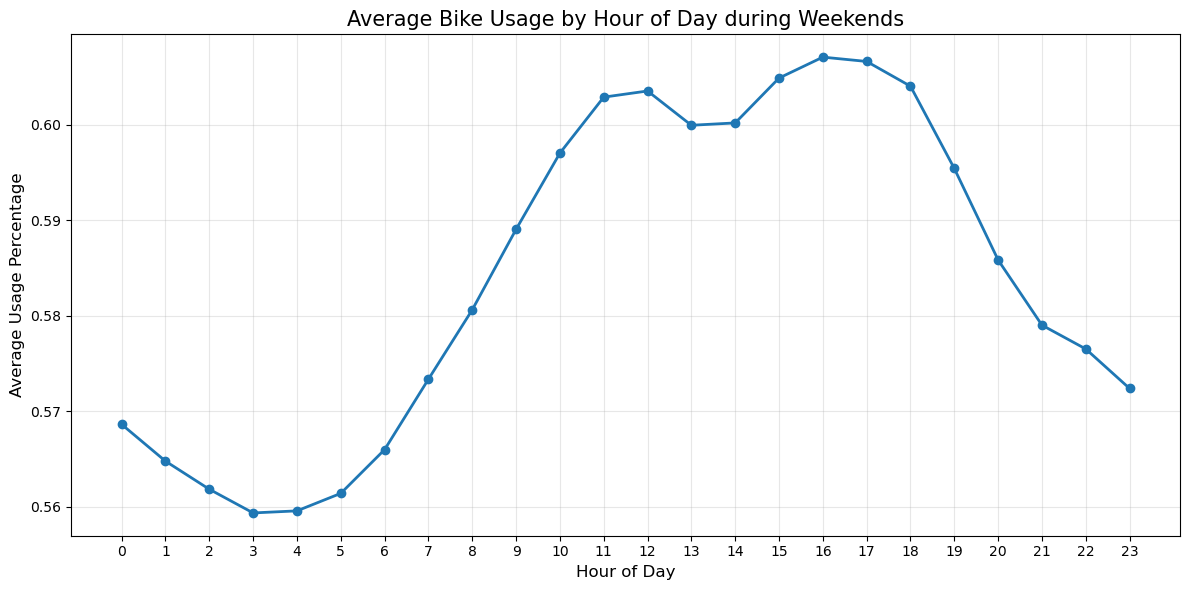 Average Bike Usage by Hour of Day during Weekends
Average Usage Percentage
0.60
0.59
0.58
0.57
0.56
0 1 2 3 4 5 6 7 8 9 10 11 12 13 14 15 16 17 18 19 20 21 22 23
Hour of Day